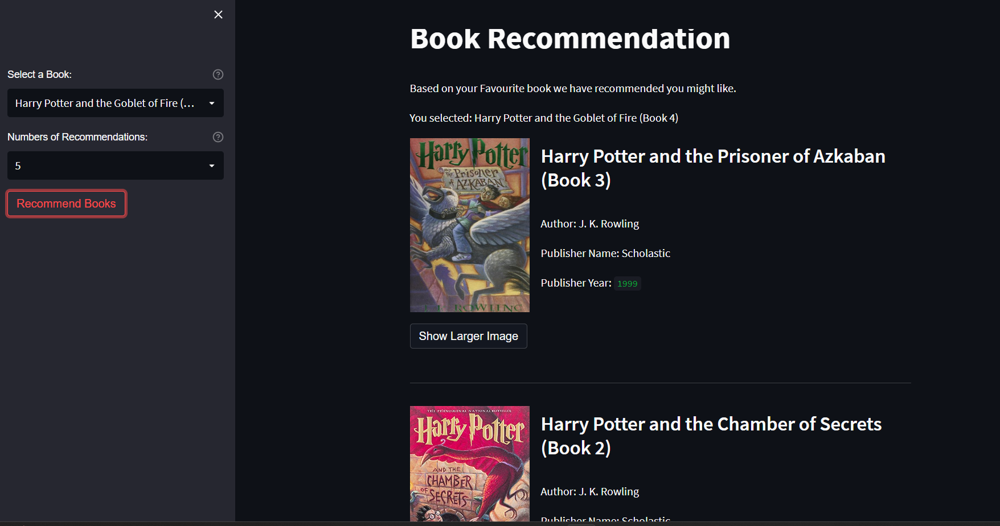 Select a Book:
Harry Potter and the Goblet of Fire (...
Numbers of Recommendations:
5
Recommend Books
Book Recommendation
Based on your Favourite book we have recommended you might like.
You selected: Harry Potter and the Goblet of Fire (Book 4)
Harry Potter
AND THE
Prisoner
of AZKABAN
J. K. ROWLING
Harry Potter and the Prisoner of Azkaban
(Book 3)
Author: J. K. Rowling
Publisher Name: Scholastic
Publisher Year: 1999
Show Larger Image
THE PHENOMENAL NATIONAL BESTSELLER
Harry Potter
AND THE
CHAMBER
OF SECRETS
Harry Potter and the Chamber of Secrets
(Book 2)
Author: J. K. Rowling
Publisher Name: Scholastic